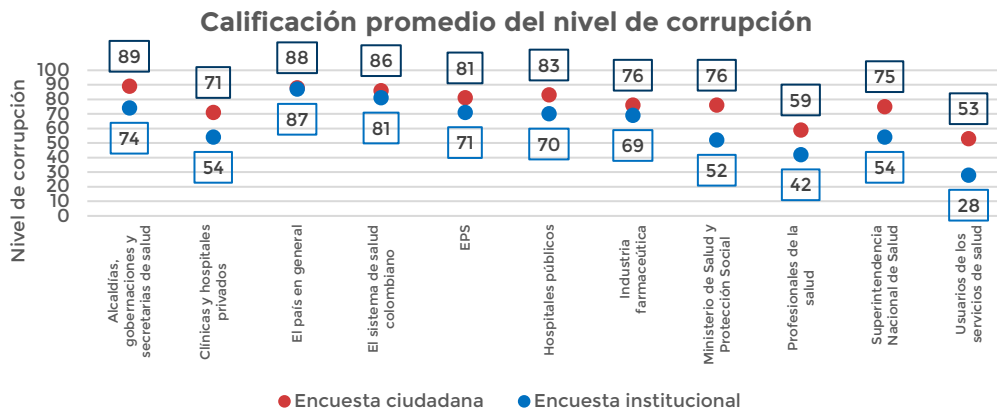 Calificación promedio del nivel de corrupción
Nivel de corrupción
100
90
80
70
60
50
40
30
20
10
0
89
71
88
86
81
83
76
76
59
75
53
74
54
87
81
71
70
69
52
42
54
28
Alcaldías,
gobernaciones y
secretarias de salud
Clínicas y hospitales
privados
El país en general
El sistema de salud
colombiano
EPS
Hospitales públicos
Industria
farmaceútica
Ministerio de Salud y
Protección Social
Profesionales de la
salud
Superintendencia
Nacional de Salud
Usuarios de los
servicios de salud
Encuesta ciudadana
Encuesta institucional